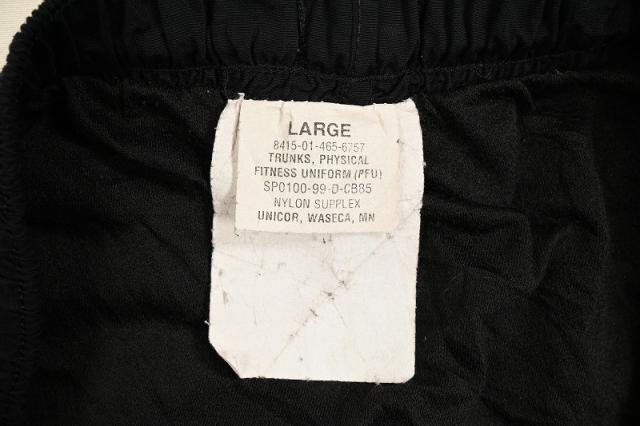 LARGE
8415-01-465-6757
TRUNKS, PHYSICAL
FITNESS UNIFORM (PFU)
SP0100-99-D-CB85
NYLON SUPPLEX
UNICOR, WASECA, MN